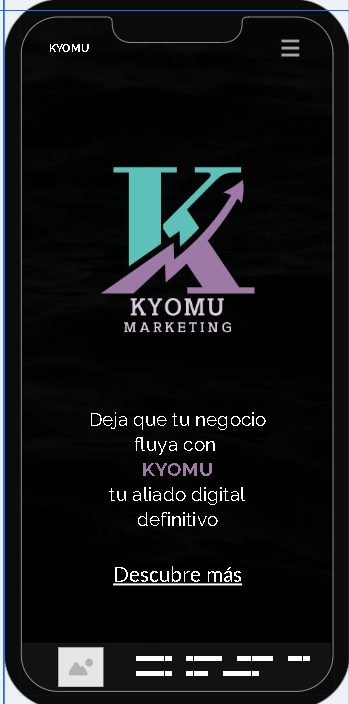 KYOMU
KYOMU
MARKETING
Deja que tu negocio
fluya con
KYOMU
tu aliado digital
definitivo
Descubre más